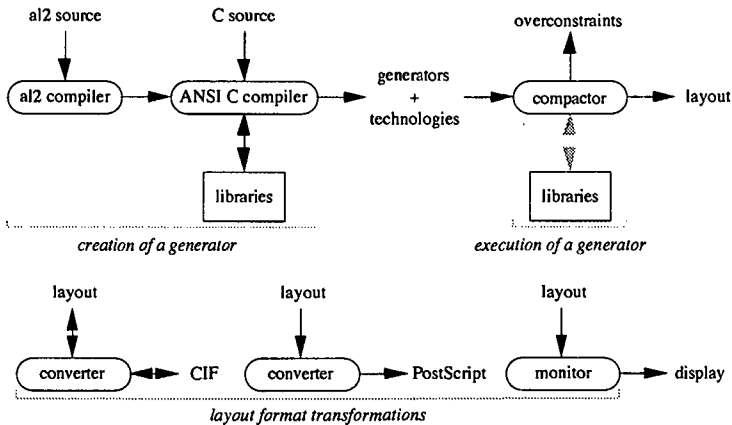 al2 source
C source
overconstraints
al2 compiler
ANSI C compiler
generators
+
technologies
compactor
layout
libraries
libraries
creation of a generator
execution of a generator
layout
layout
layout
converter
CIF
converter
PostScript
monitor
display
layout format transformations